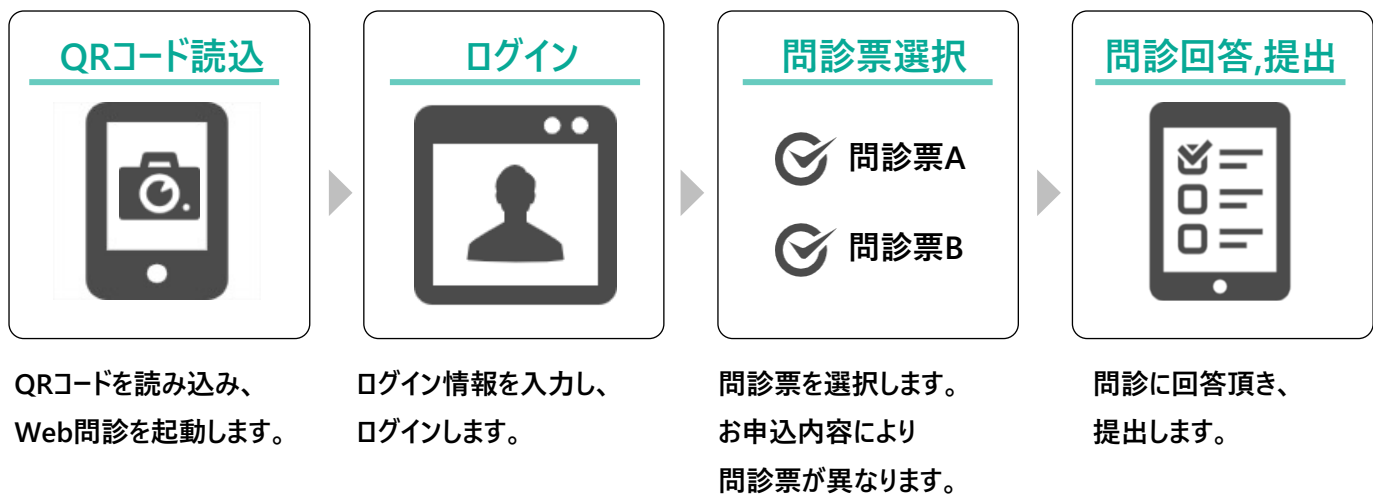 QRコード読込
ログイン
問診票選択
問診回答,提出
問診票A
問診票B
QRコードを読み込み、
Web問診を起動します。
ログイン情報を入力し、
ログインします。
問診票を選択します。
お申込内容により
問診票が異なります。
問診に回答頂き、
提出します。